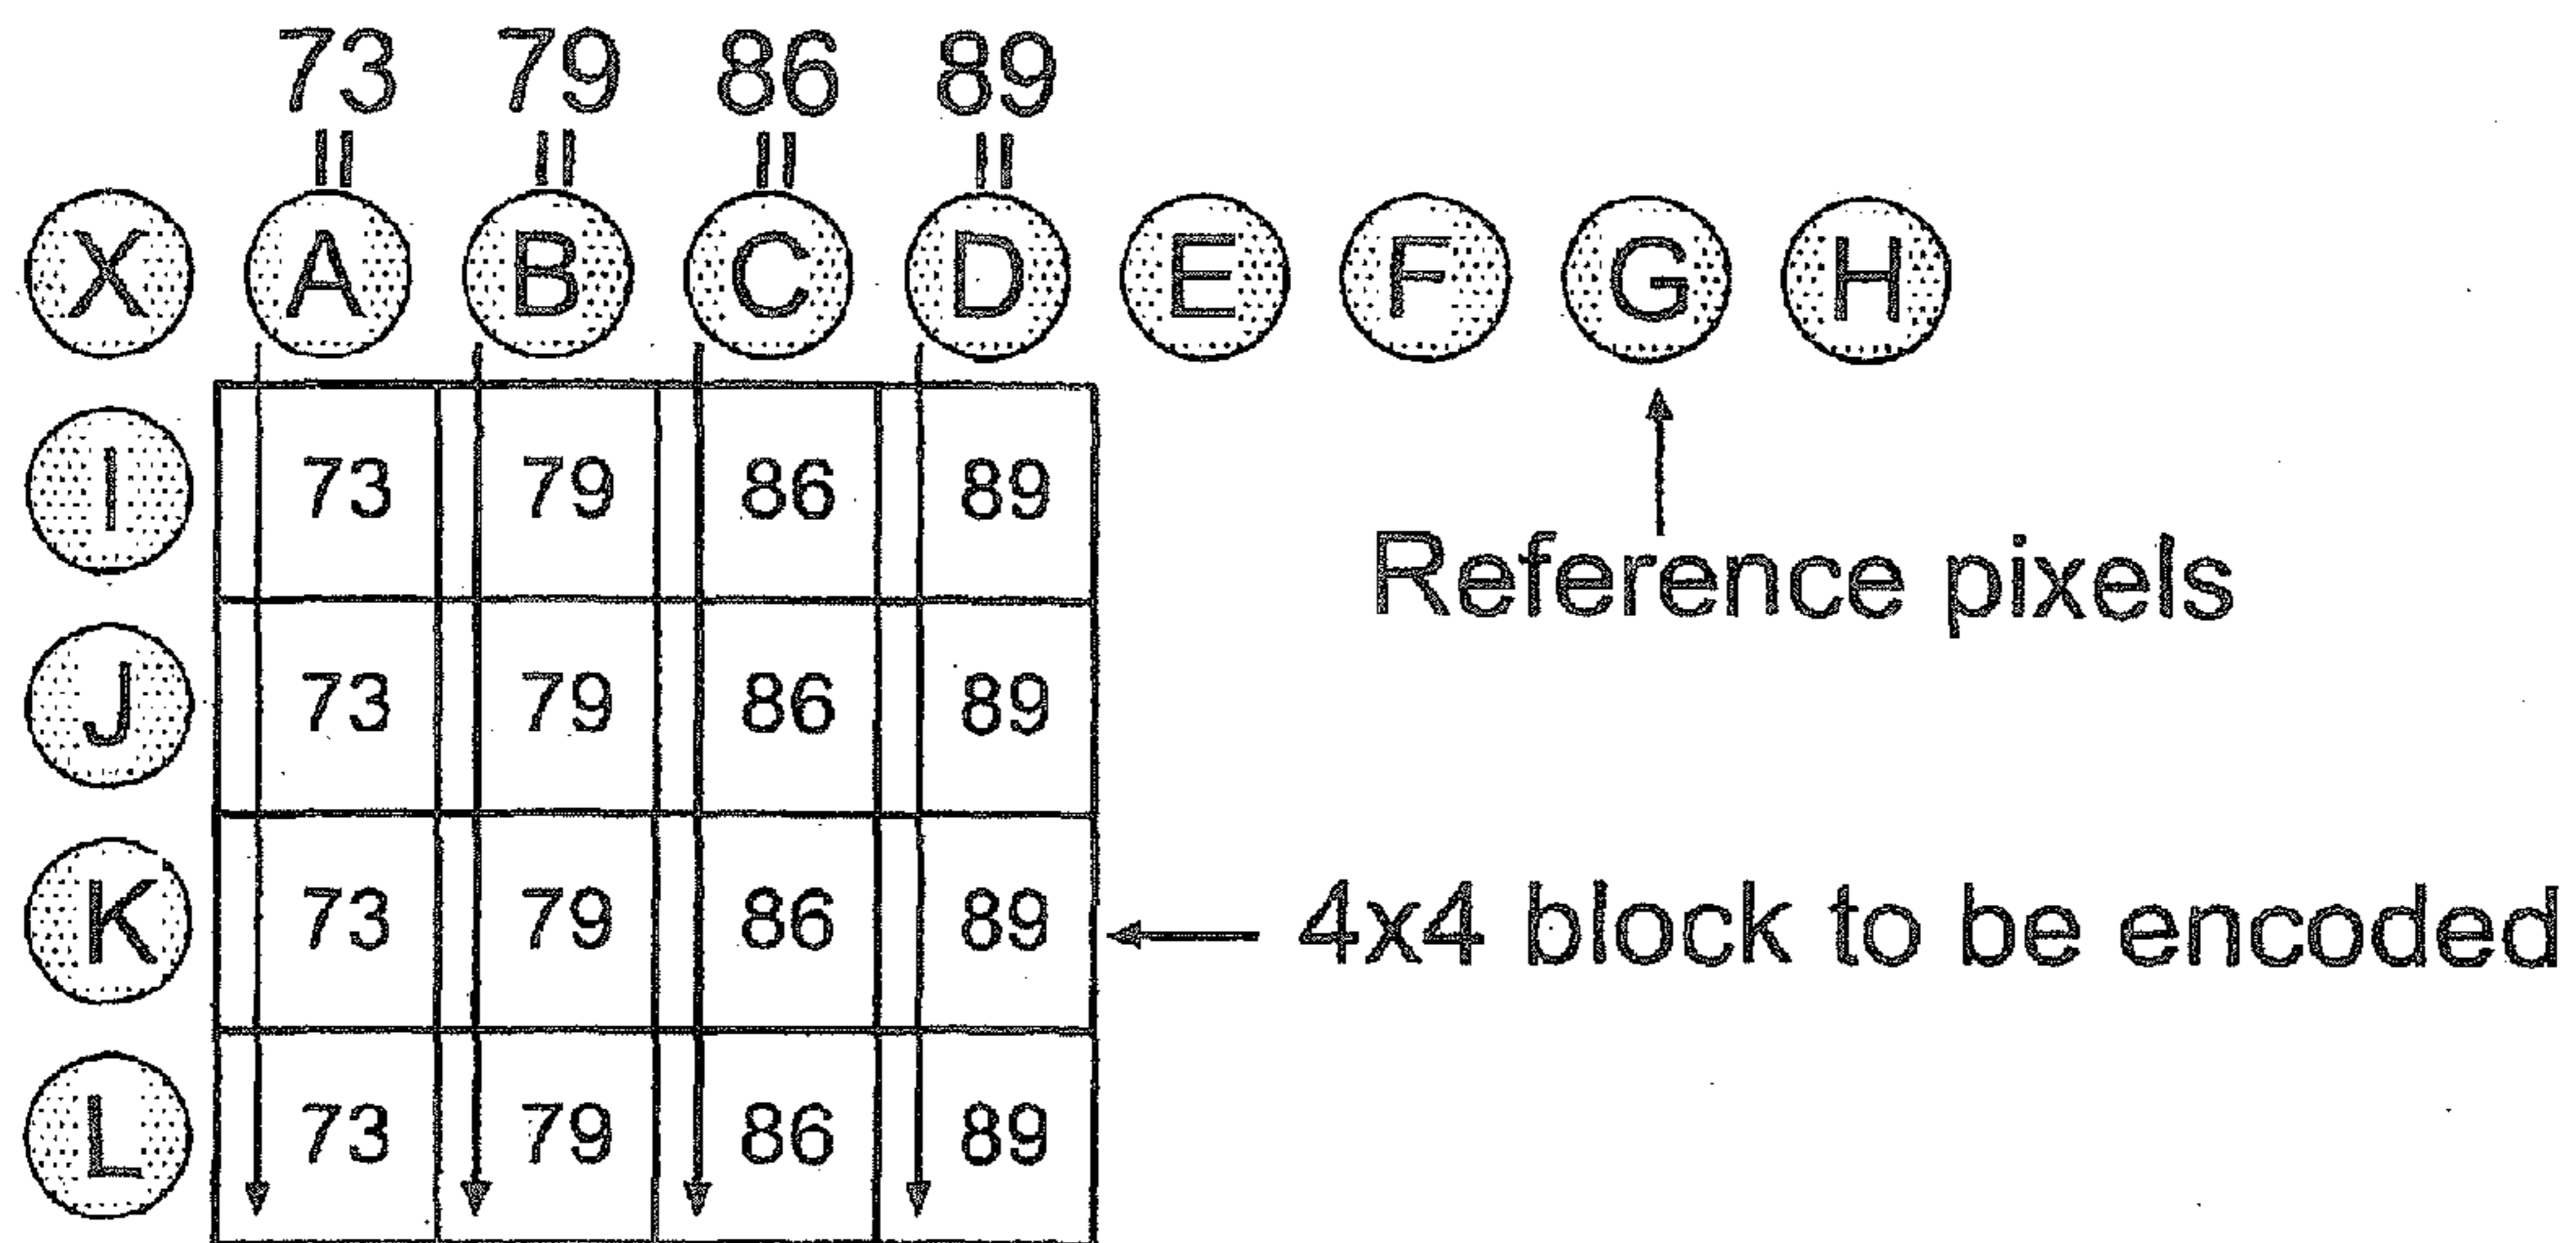 73 79 86 89
X A B C D E F G H
I 73 79 86 89
Reference pixels
J 73 79 86 89
K 73 79 86 89 4x4 block to be encoded
L 73 79 86 89